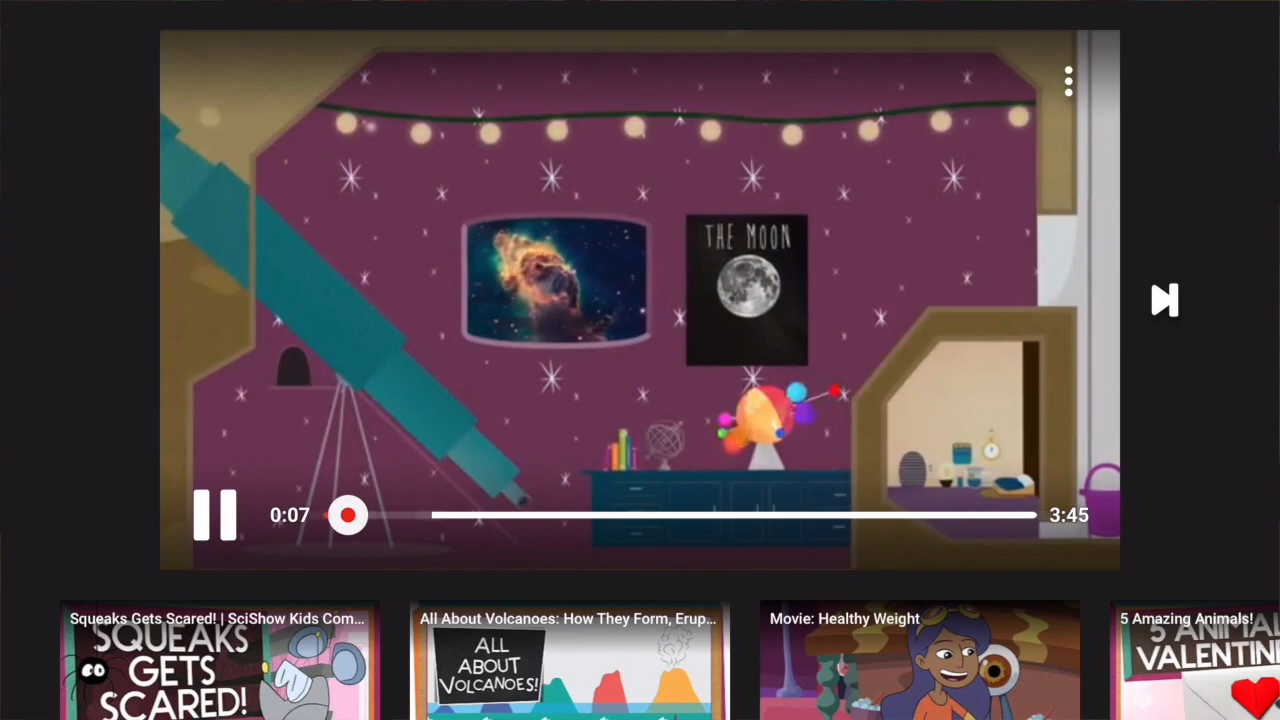 THE MOON
0:07
3:45
Squeaks Gets Scared! | SciShow Kids Com...
All About Volcanoes: How They Form, Erup...
Movie: Healthy Weight
5 Amazing Animals!
SQUEAKS
GETS
SCARED!
ALL
ABOUT
VOLCANOES!
5 ANIMA
VALENTIN